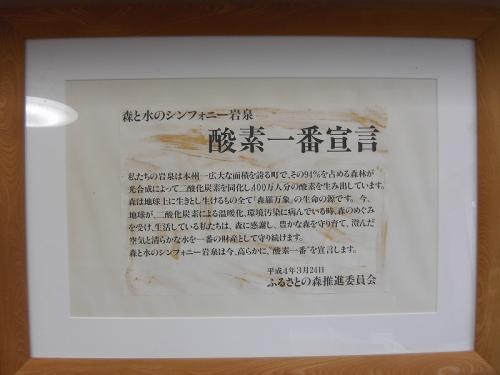 森と水のシンフォニー岩泉
酸素一番宣言
私たちの岩泉は本州一広大な面積を誇る町で、その94%を占める森林が
光合成によって二酸化炭素を同化し400万人分の酸素を生み出しています。
森は地球上に生きとし生けるもの全て「森羅万象」の生命の源です。今、
地球が、二酸化炭素による温暖化、環境汚染に病んでいる時、森のめぐみ
を受け、生活している私たちは、森に感謝し、豊かな森を守り育て、澄んだ
空気と清らかな水を一番の財産として守り続けます。
森と水のシンフォニー岩泉は今、高らかに、“酸素一番”を宣言します。
平成4年3月24日
ふるさとの森推進委員会